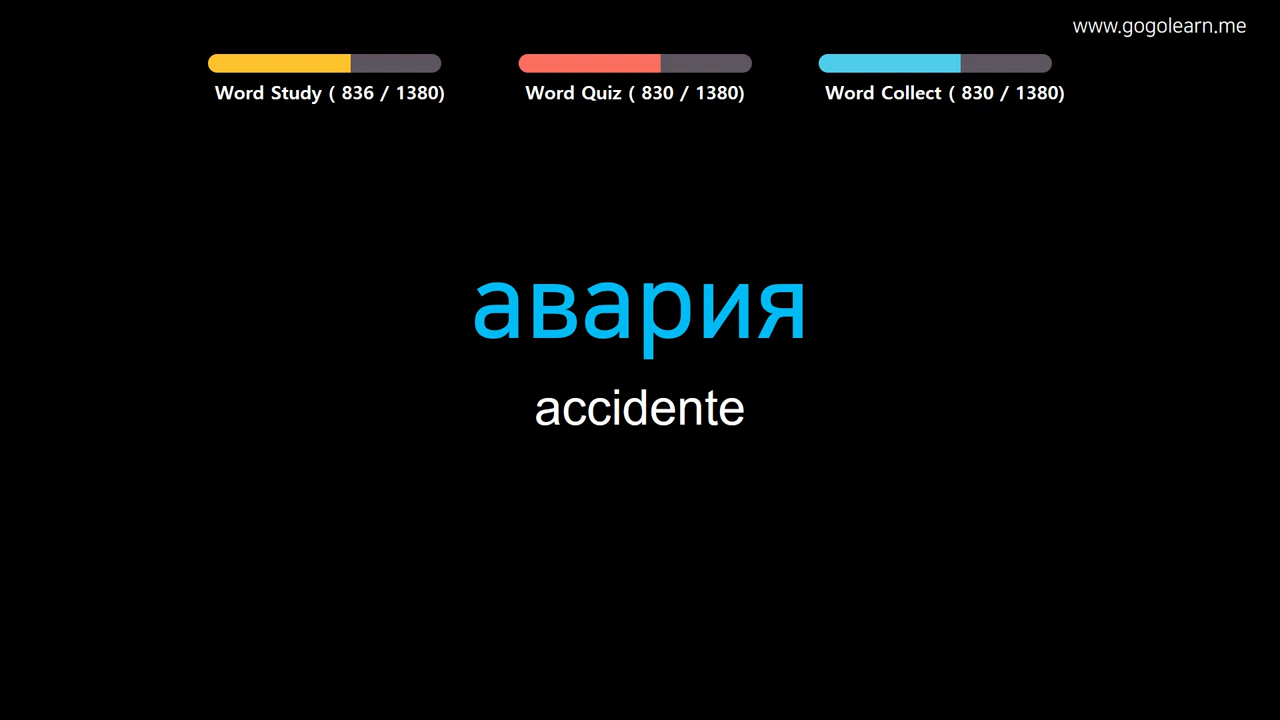 www.gogolearn.me
Word Study ( 836 / 1380)
Word Quiz ( 830 / 1380)
Word Collect ( 830 / 1380)
авария
accidente